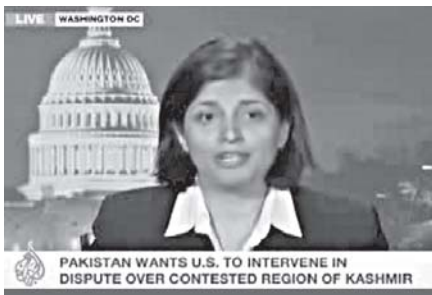 LIVE WASHINGTON DC
PAKISTAN WANTS U.S. TO INTERVENE IN
DISPUTE OVER CONTESTED REGION OF KASHMIR